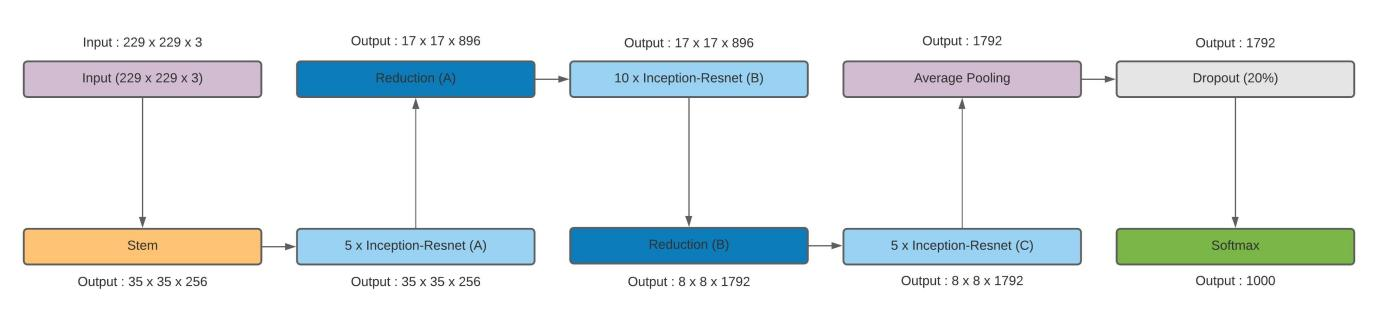 Input : 229 x 229 x 3
Output : 17 x 17 x 896
Output : 17 x 17 x 896
Output : 1792
Output : 1792
Input (229 x 229 x 3)
Reduction (A)
10 x Inception-Resnet (B)
Average Pooling
Dropout (20%)
Stem
5 x Inception-Resnet (A)
Reduction (B)
5 x Inception-Resnet (C)
Softmax
Output : 35 x 35 x 256
Output : 35 x 35 x 256
Output : 8 x 8 x 1792
Output : 8 x 8 x 1792
Output : 1000